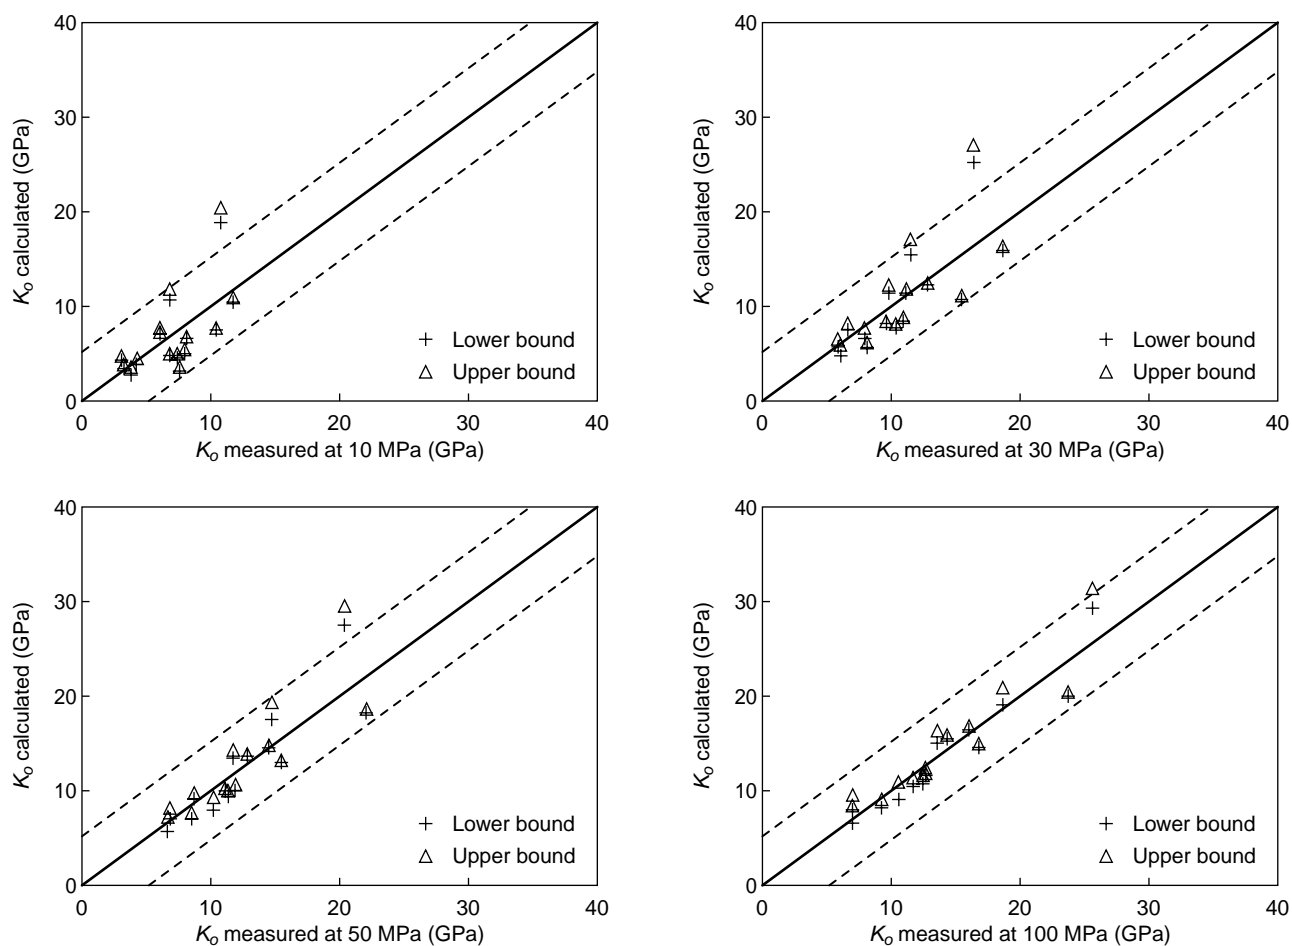 40
30
20
10
0
K_o calculated (GPa)
Lower bound
Upper bound
0 10 20 30 40
K_o measured at 10 MPa (GPa)
40
30
20
10
0
K_o calculated (GPa)
Lower bound
Upper bound
0 10 20 30 40
K_o measured at 30 MPa (GPa)
40
30
20
10
0
K_o calculated (GPa)
Lower bound
Upper bound
0 10 20 30 40
K_o measured at 50 MPa (GPa)
40
30
20
10
0
K_o calculated (GPa)
Lower bound
Upper bound
0 10 20 30 40
K_o measured at 100 MPa (GPa)